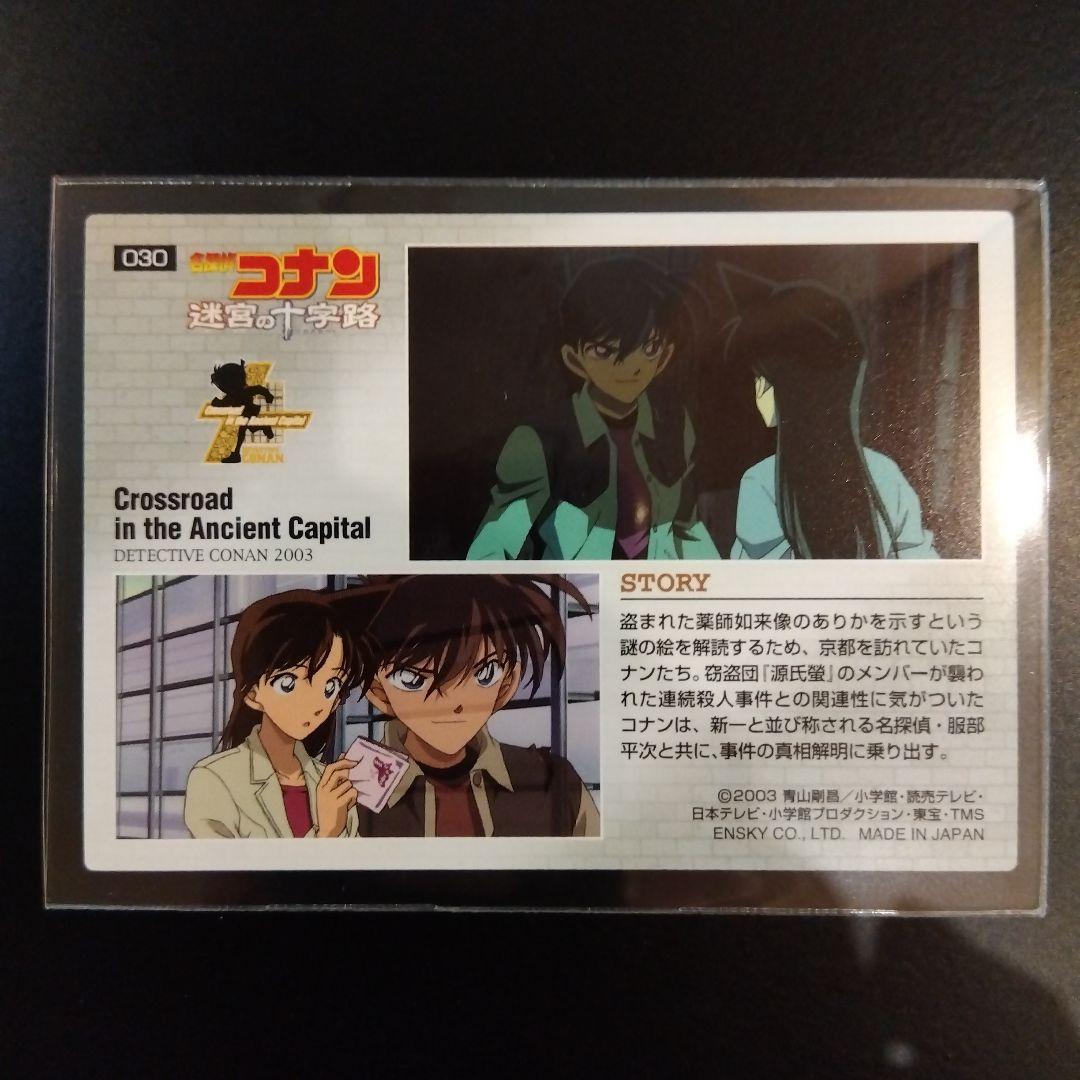 030
名探偵
コナン
迷宮の十字路
CONAN
Crossroad
in the Ancient Capital
DETECTIVE CONAN 2003
STORY
盗まれた薬師如来像のありかを示すという
謎の絵を解読するため、京都を訪れていたコ
ナンたち。窃盗団『源氏螢』のメンバーが襲わ
れた連続殺人事件との関連性に気がついた
コナンは、新一と並び称される名探偵・服部
平次と共に、事件の真相解明に乗り出す。
©2003 青山剛昌／小学館・読売テレビ・
日本テレビ・小学館プロダクション・東宝・TMS
ENSKY CO., LTD. MADE IN JAPAN